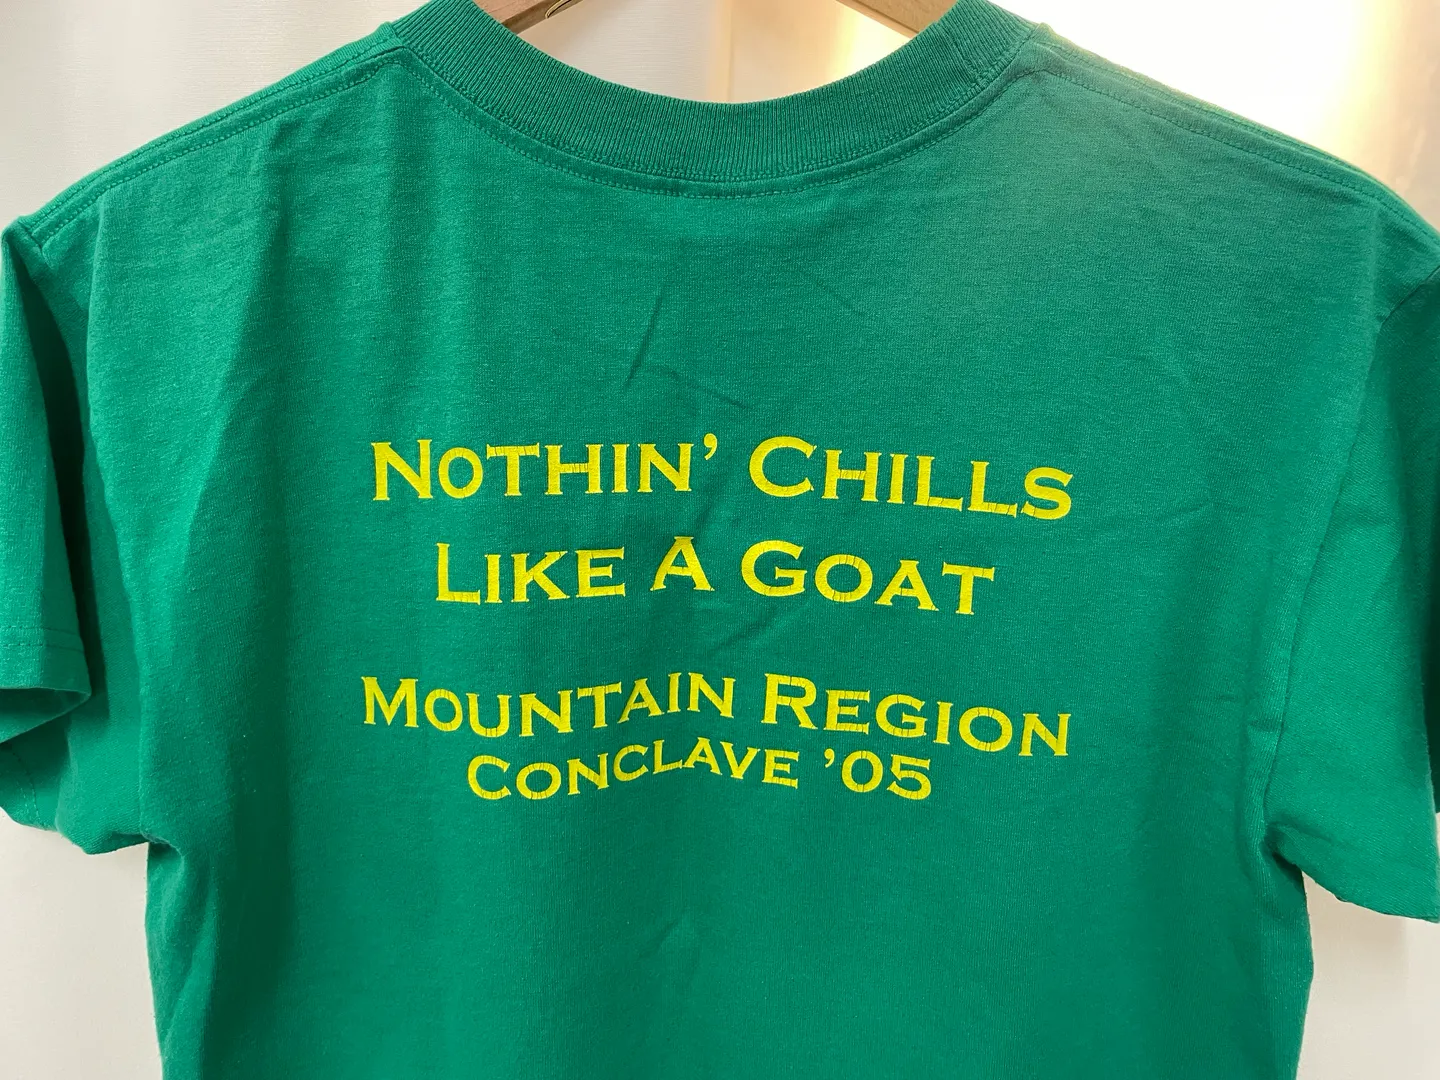 Nothin' Chills
Like A Goat
Mountain Region
Conclave '05